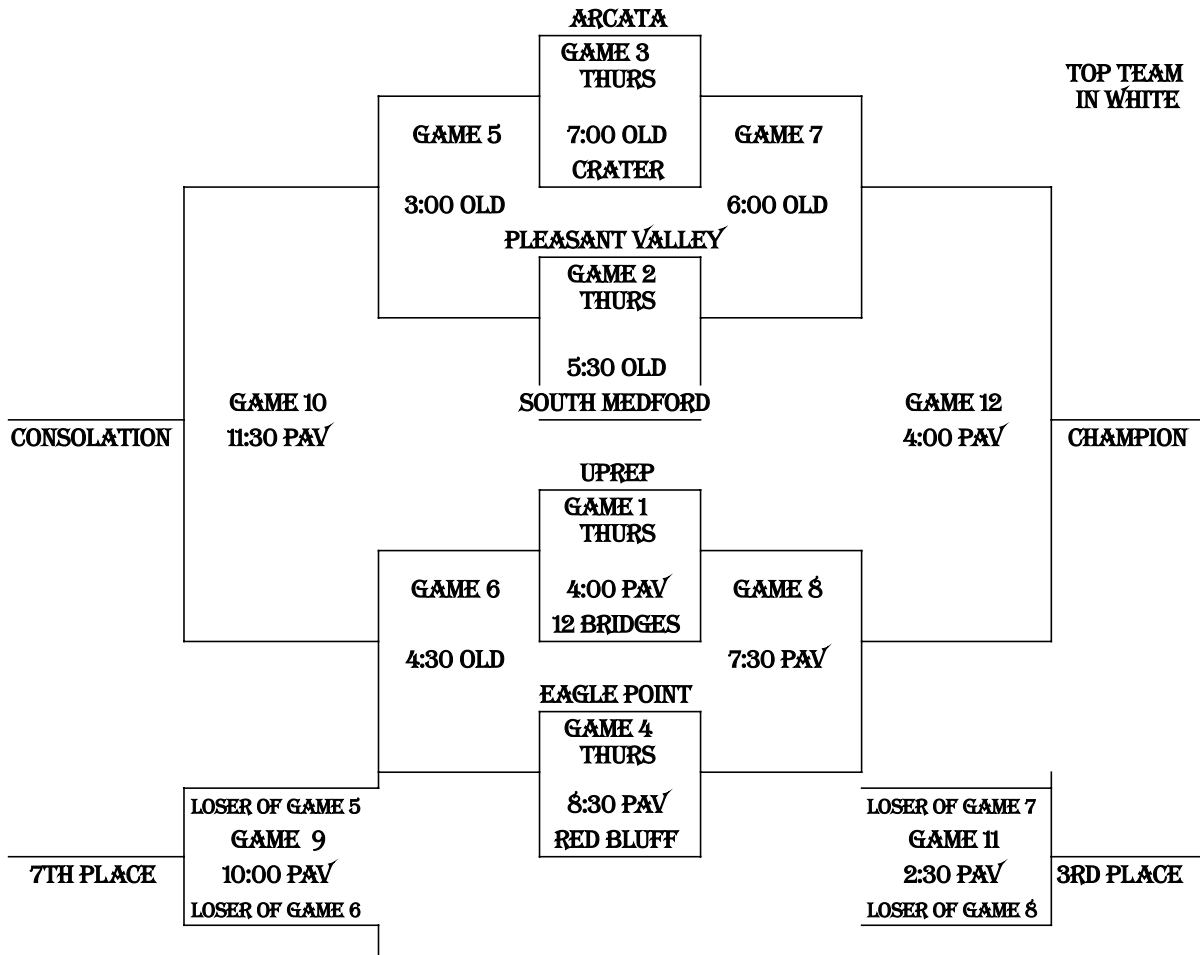 ARCATA
GAME 3
THURS
TOP TEAM
IN WHITE
GAME 5
7:00 OLD
GAME 7
CRATER
3:00 OLD
6:00 OLD
PLEASANT VALLEY
GAME 2
THURS
5:30 OLD
GAME 10
SOUTH MEDFORD
GAME 12
CONSOLATION
11:30 PAV
4:00 PAV
CHAMPION
UPREP
GAME 1
THURS
GAME 6
4:00 PAV
GAME 8
12 BRIDGES
4:30 OLD
7:30 PAV
EAGLE POINT
GAME 4
THURS
LOSER OF GAME 5
8:30 PAV
LOSER OF GAME 7
GAME 9
RED BLUFF
GAME 11
7TH PLACE
10:00 PAV
2:30 PAV
3RD PLACE
LOSER OF GAME 6
LOSER OF GAME 8